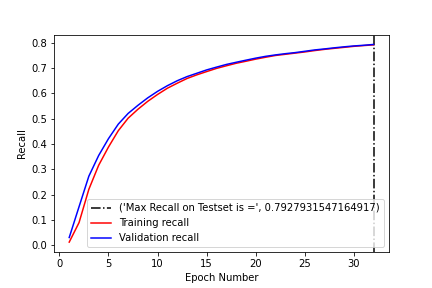 0.8
0.7
0.6
0.5
0.4
0.3
0.2
0.1
0.0
Recall
('Max Recall on Testset is =', 0.7927931547164917)
Training recall
Validation recall
0 5 10 15 20 25 30
Epoch Number